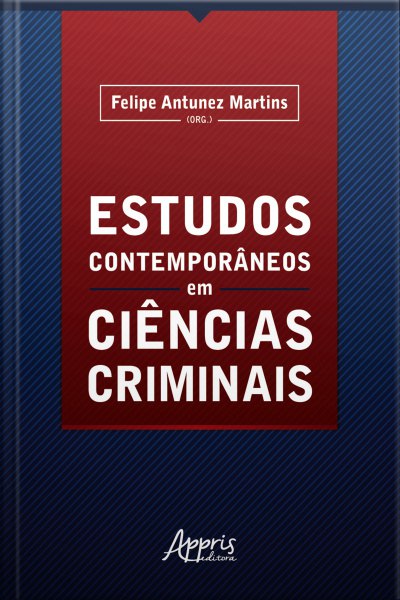 Felipe Antunez Martins
(ORG.)
ESTUDOS
CONTEMPORÂNEOS
em
CIÊNCIAS
CRIMINAIS
Appris
editora